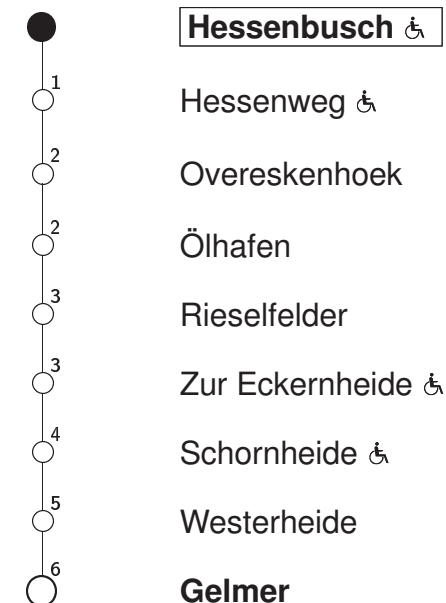 Hessenbusch
1 Hessenweg
2 Overeskenhoek
2 Ölhafen
3 Rieselfelder
3 Zur Eckernheide
4 Schornheide
5 Westerheide
6 Gelmer